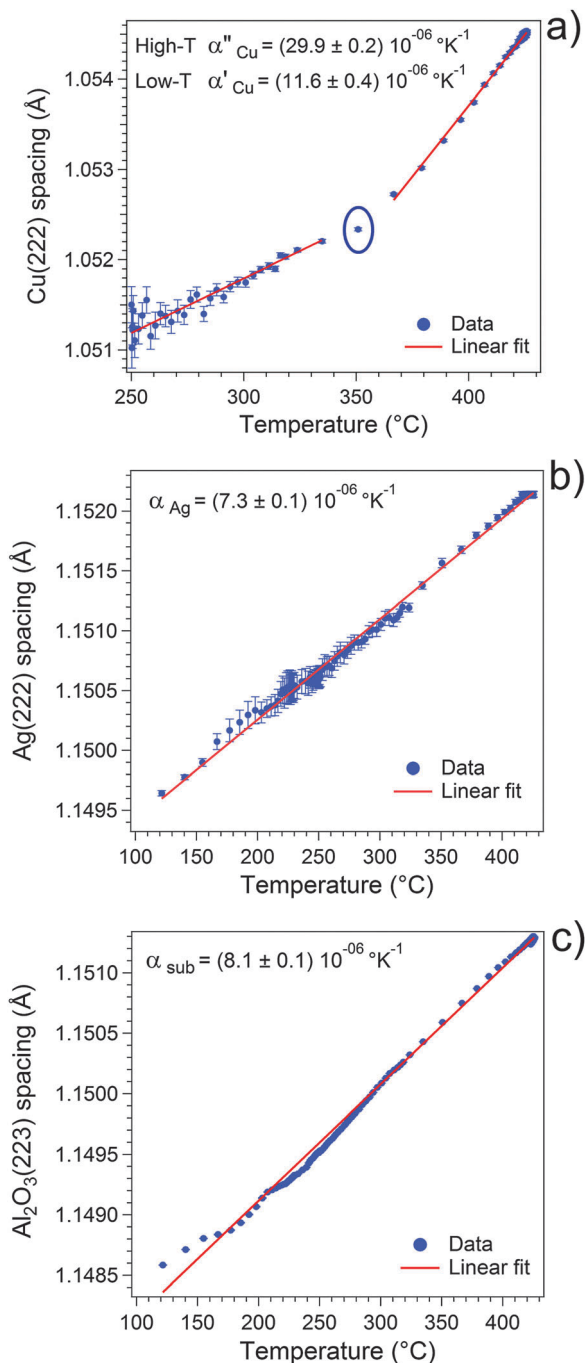 a)
High-T α''Cu = (29.9 ± 0.2) 10⁻⁰⁶ °K⁻¹
Low-T α'Cu = (11.6 ± 0.4) 10⁻⁰⁶ °K⁻¹
Cu(222) spacing (Å)
1.054
1.053
1.052
1.051
Data
Linear fit
250 300 350 400
Temperature (°C)
b)
α Ag = (7.3 ± 0.1) 10⁻⁰⁶ °K⁻¹
Ag(222) spacing (Å)
1.1520
1.1515
1.1510
1.1505
1.1500
1.1495
Data
Linear fit
100 150 200 250 300 350 400
Temperature (°C)
c)
α sub = (8.1 ± 0.1) 10⁻⁰⁶ °K⁻¹
Al₂O₃(223) spacing (Å)
1.1510
1.1505
1.1500
1.1495
1.1490
1.1485
Data
Linear fit
100 150 200 250 300 350 400
Temperature (°C)